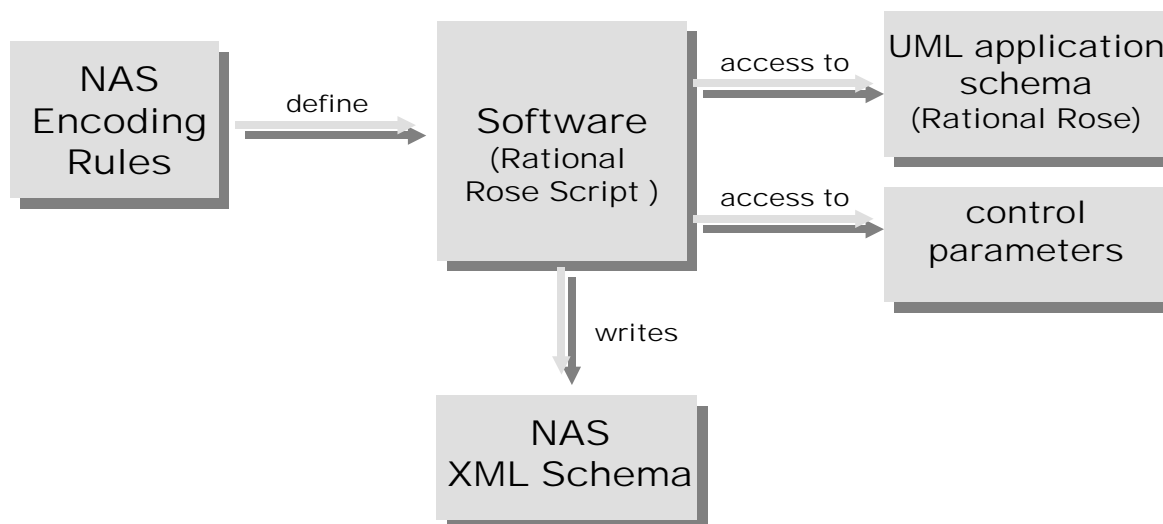 NAS
Encoding
Rules
define
Software
(Rational
Rose Script )
access to
UML application
schema
(Rational Rose)
access to
control
parameters
writes
NAS
XML Schema